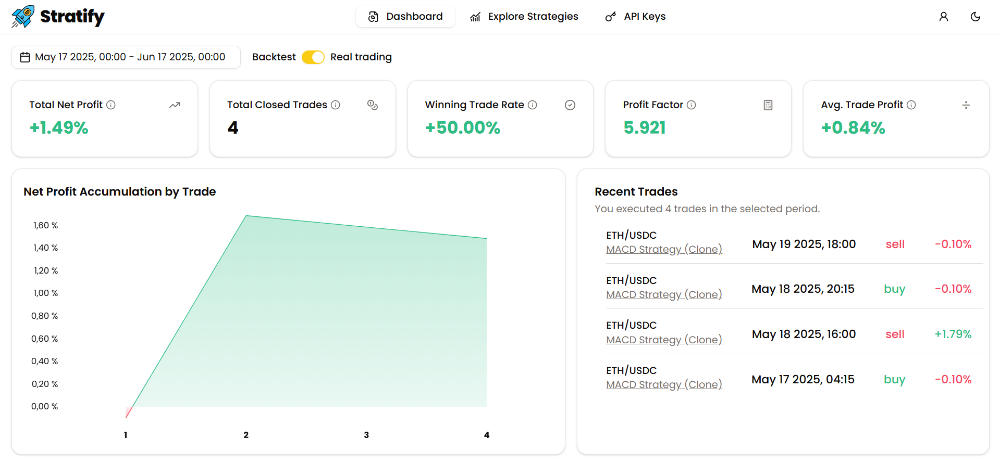 Stratify
Dashboard
Explore Strategies
API Keys
May 17 2025, 00:00 - Jun 17 2025, 00:00
Backtest
Real trading
Total Net Profit
+1.49%
Total Closed Trades
4
Winning Trade Rate
+50.00%
Profit Factor
5.921
Avg. Trade Profit
+0.84%
Net Profit Accumulation by Trade
1,60 %
1,40 %
1,20 %
1,00 %
0,80 %
0,60 %
0,40 %
0,20 %
0,00 %
1 2 3 4
Recent Trades
You executed 4 trades in the selected period.
ETH/USDC
MACD Strategy (Clone)
May 19 2025, 18:00 sell -0.10%
ETH/USDC
MACD Strategy (Clone)
May 18 2025, 20:15 buy -0.10%
ETH/USDC
MACD Strategy (Clone)
May 18 2025, 16:00 sell +1.79%
ETH/USDC
MACD Strategy (Clone)
May 17 2025, 04:15 buy -0.10%